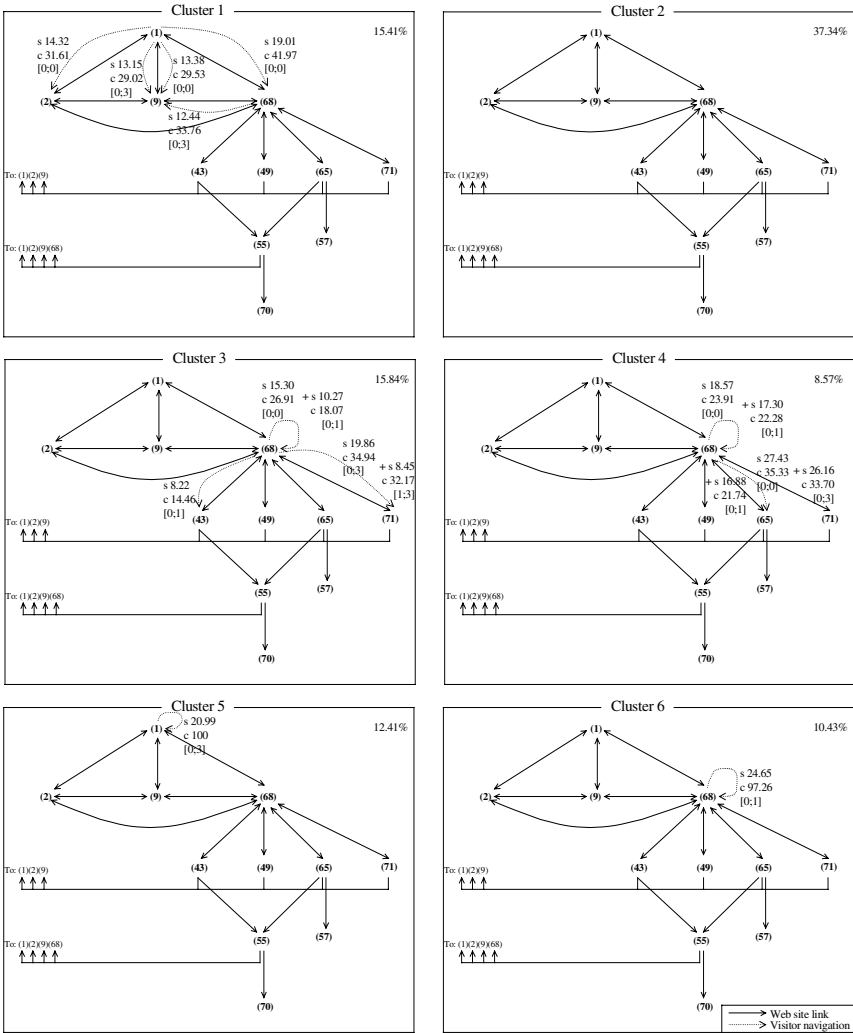 Cluster 1
15.41%
(1)
s 14.32
c 31.61
[0;0]
s 13.15
c 29.02
[0;3]
s 13.38
c 29.53
[0;0]
s 19.01
c 41.97
[0;0]
(2)
(9)
(68)
s 12.44
c 33.76
[0;3]
(43)
(49)
(65)
(71)
To: (1)(2)(9)
(55)
(57)
To: (1)(2)(9)(68)
(70)
Cluster 2
37.34%
(1)
(2)
(9)
(68)
(43)
(49)
(65)
(71)
To: (1)(2)(9)
(55)
(57)
To: (1)(2)(9)(68)
(70)
Cluster 3
15.84%
(1)
s 15.30
c 26.91
[0;0]
+ s 10.27
c 18.07
[0;1]
(2)
(9)
(68)
s 19.86
c 34.94
[0;3]
+ s 8.45
c 32.17
[1;3]
s 8.22
c 14.46
[0;1]
(43)
(49)
(65)
(71)
To: (1)(2)(9)
(55)
(57)
To: (1)(2)(9)(68)
(70)
Cluster 4
8.57%
(1)
s 18.57
c 23.91
[0;0]
+ s 17.30
c 22.28
[0;1]
(2)
(9)
(68)
s 27.43
c 35.33
[0;0]
+ s 26.16
c 33.70
[0;3]
+ s 16.88
c 21.74
[0;1]
(43)
(49)
(65)
(71)
To: (1)(2)(9)
(55)
(57)
To: (1)(2)(9)(68)
(70)
Cluster 5
12.41%
(1)
s 20.99
c 100
[0;3]
(2)
(9)
(68)
(43)
(49)
(65)
(71)
To: (1)(2)(9)
(55)
(57)
To: (1)(2)(9)(68)
(70)
Cluster 6
10.43%
(1)
s 24.65
c 97.26
[0;1]
(2)
(9)
(68)
(43)
(49)
(65)
(71)
To: (1)(2)(9)
(55)
(57)
To: (1)(2)(9)(68)
(70)
Web site link
Visitor navigation